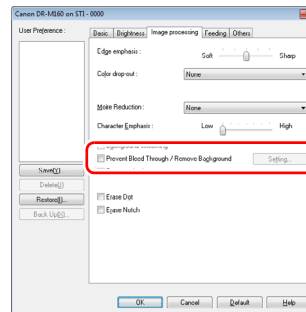 Canon DR-M160 on STI - 0000
User Preference :
Basic Brightness Image processing Feeding Others
Edge emphasis : Soft Sharp
Color drop-out : None
Moire Reduction : None
Character Emphasis : Low High
Prevent Bleed Through / Remove Background Setting...
Save(Y)
Delete(J)
Restore(I)...
Back Up(X)...
Erase Dot
Erase Notch
OK Cancel Default Help